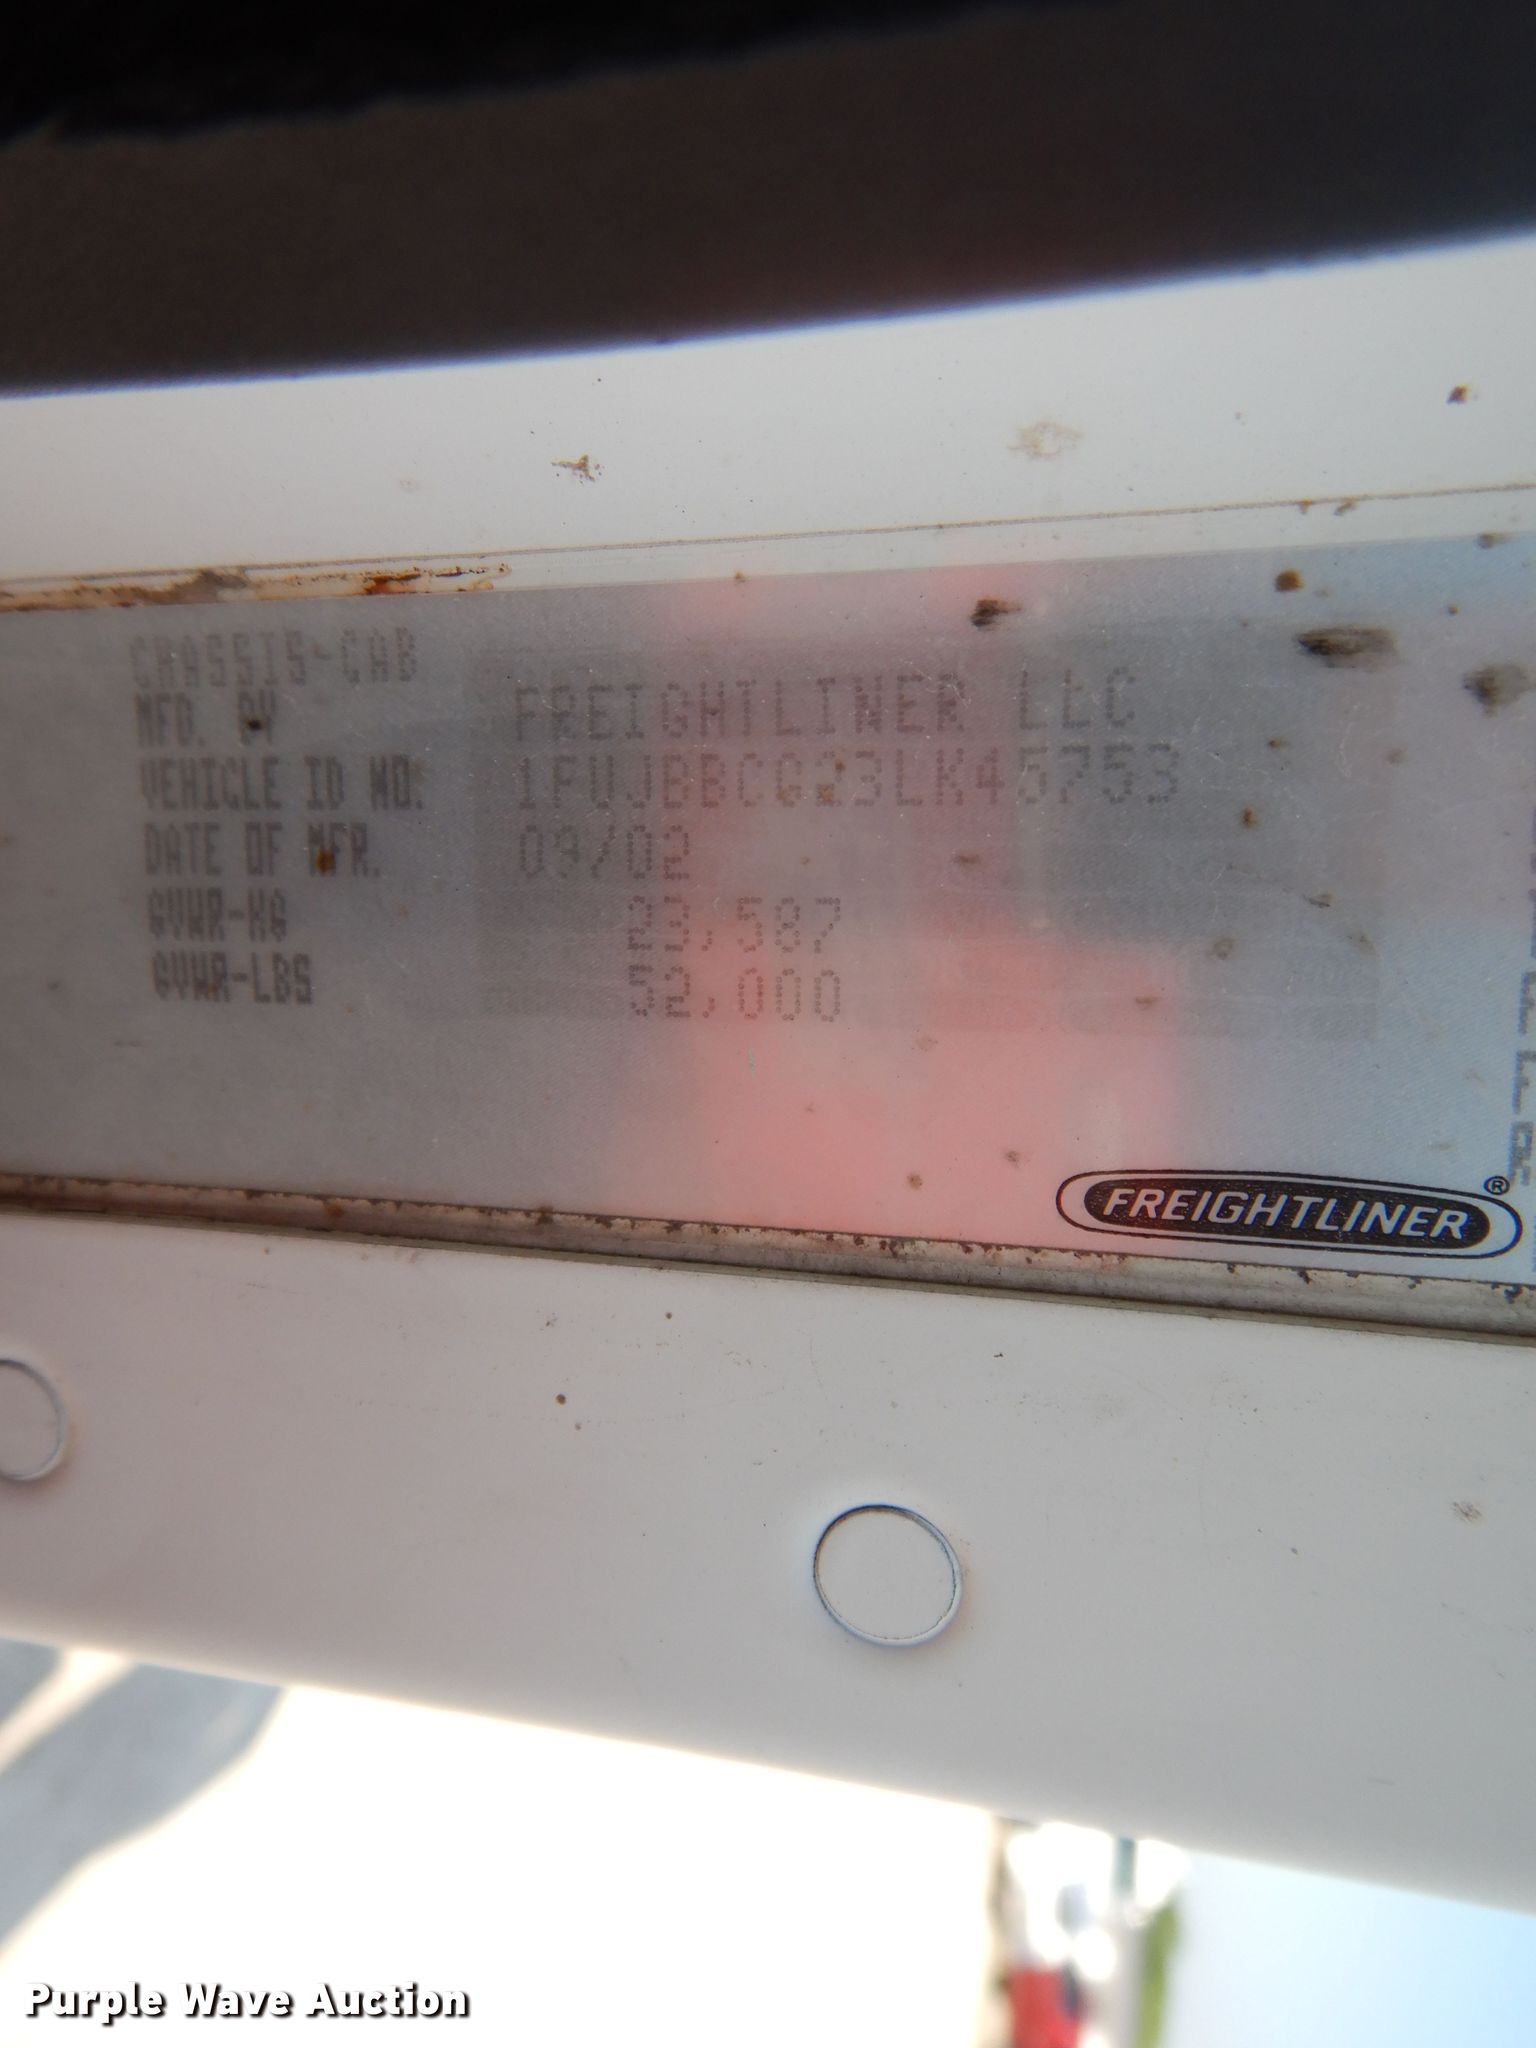 CHASSIS-CAB
MFD. BY FREIGHTLINER LLC
VEHICLE ID NO. 1FUJBBCG23LK45753
DATE OF MFR. 09/02
GVWR-KG 23,587
GVWR-LBS 52,000
FREIGHTLINER®
Purple Wave Auction